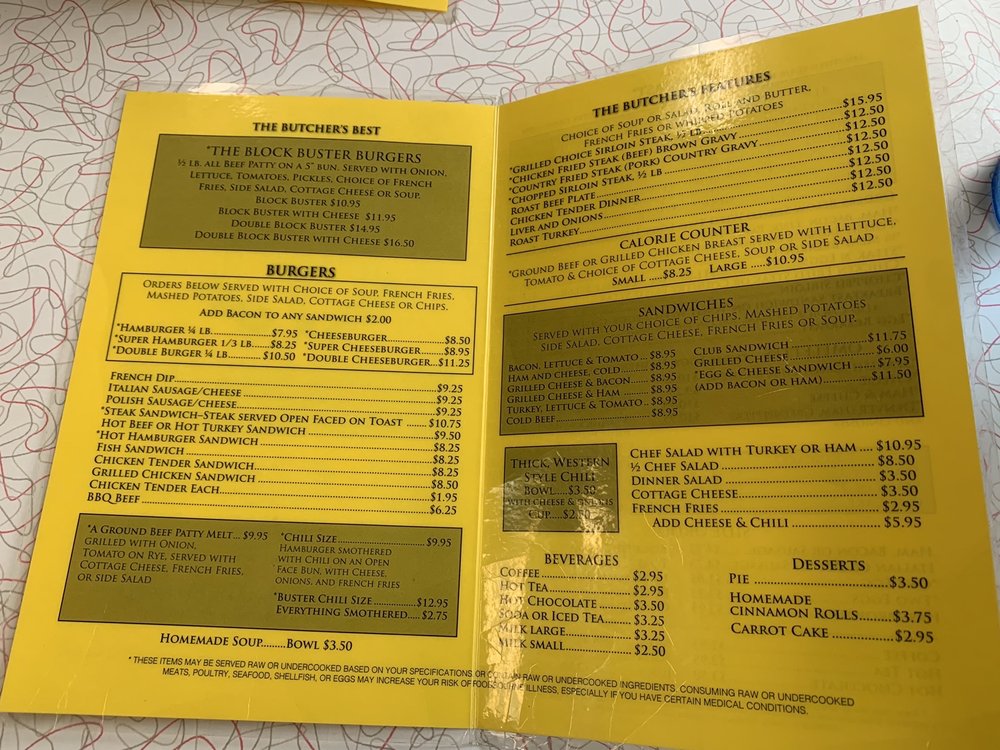 THE BUTCHER'S BEST
*THE BLOCK BUSTER BURGERS
½ LB. ALL BEEF PATTY ON A 5" BUN. SERVED WITH ONION,
LETTUCE, TOMATOES, PICKLES, CHOICE OF FRENCH
FRIES, SIDE SALAD, COTTAGE CHEESE OR SOUP.
BLOCK BUSTER $10.95
BLOCK BUSTER WITH CHEESE $11.95
DOUBLE BLOCK BUSTER $14.95
DOUBLE BLOCK BUSTER WITH CHEESE $16.50
BURGERS
ORDERS BELOW SERVED WITH CHOICE OF SOUP, FRENCH FRIES,
MASHED POTATOES, SIDE SALAD, COTTAGE CHEESE OR CHIPS.
ADD BACON TO ANY SANDWICH $2.00
*HAMBURGER ¼ LB. $7.95 *CHEESEBURGER $8.50
*SUPER HAMBURGER 1/3 LB. $8.25 *SUPER CHEESEBURGER $8.95
*DOUBLE BURGER ¼ LB. $10.50 *DOUBLE CHEESEBURGER $11.25
FRENCH DIP $9.25
ITALIAN SAUSAGE/CHEESE $9.25
POLISH SAUSAGE/CHEESE $9.25
*STEAK SANDWICH–STEAK SERVED OPEN FACED ON TOAST $10.75
HOT BEEF OR HOT TURKEY SANDWICH $9.50
*HOT HAMBURGER SANDWICH $8.25
FISH SANDWICH $8.25
CHICKEN TENDER SANDWICH $8.25
GRILLED CHICKEN SANDWICH $8.50
CHICKEN TENDER EACH $1.95
BBQ BEEF $6.25
*A GROUND BEEF PATTY MELT... $9.95
GRILLED WITH ONION,
TOMATO ON RYE, SERVED WITH
COTTAGE CHEESE, FRENCH FRIES,
OR SIDE SALAD
*CHILI SIZE $9.95
HAMBURGER SMOTHERED
WITH CHILI ON AN OPEN
FACE BUN, WITH CHEESE,
ONIONS, AND FRENCH FRIES
*BUSTER CHILI SIZE $12.95
EVERYTHING SMOTHERED.... $2.75
HOMEMADE SOUP.......BOWL $3.50
THE BUTCHER'S FEATURES
CHOICE OF SOUP OR SALAD, ROLL AND BUTTER,
FRENCH FRIES OR WHIPPED POTATOES
*GRILLED CHOICE SIRLOIN STEAK, ½ LB. $15.95
*CHICKEN FRIED STEAK (BEEF) BROWN GRAVY $12.50
*COUNTRY FRIED STEAK (PORK) COUNTRY GRAVY $12.50
*CHOPPED SIRLOIN STEAK, ½ LB $12.50
ROAST BEEF PLATE $12.50
CHICKEN TENDER DINNER $12.50
LIVER AND ONIONS $12.50
ROAST TURKEY $12.50
CALORIE COUNTER
*GROUND BEEF OR GRILLED CHICKEN BREAST SERVED WITH LETTUCE,
TOMATO & CHOICE OF COTTAGE CHEESE, SOUP OR SIDE SALAD
SMALL .....$8.25 LARGE ....$10.95
SANDWICHES
SERVED WITH YOUR CHOICE OF CHIPS, MASHED POTATOES
SIDE SALAD, COTTAGE CHEESE, FRENCH FRIES OR SOUP.
BACON, LETTUCE & TOMATO ... $8.95
HAM AND CHEESE, COLD $8.95
GRILLED CHEESE & BACON $8.95
GRILLED CHEESE & HAM $8.95
TURKEY, LETTUCE & TOMATO .. $8.95
COLD BEEF $8.95
CLUB SANDWICH $11.75
GRILLED CHEESE $6.00
*EGG & CHEESE SANDWICH $7.95
(ADD BACON OR HAM) $11.50
THICK, WESTERN
STYLE CHILI
BOWL....$3.50
WITH CHEESE &
CUP.....
CHEF SALAD WITH TURKEY OR HAM .... $10.95
½ CHEF SALAD $8.50
DINNER SALAD $3.50
COTTAGE CHEESE $3.50
FRENCH FRIES $2.95
ADD CHEESE & CHILI $5.95
BEVERAGES
COFFEE $2.95
HOT TEA $2.95
HOT CHOCOLATE $3.50
SODA OR ICED TEA $3.25
MILK LARGE $3.25
MILK SMALL $2.50
DESSERTS
PIE $3.50
HOMEMADE
CINNAMON ROLLS $3.75
CARROT CAKE $2.95
* THESE ITEMS MAY BE SERVED RAW OR UNDERCOOKED BASED ON YOUR SPECIFICATIONS OR CONTAIN RAW OR UNDERCOOKED INGREDIENTS. CONSUMING RAW OR UNDERCOOKED
MEATS, POULTRY, SEAFOOD, SHELLFISH, OR EGGS MAY INCREASE YOUR RISK OF FOODBOURNE ILLNESS, ESPECIALLY IF YOU HAVE CERTAIN MEDICAL CONDITIONS.